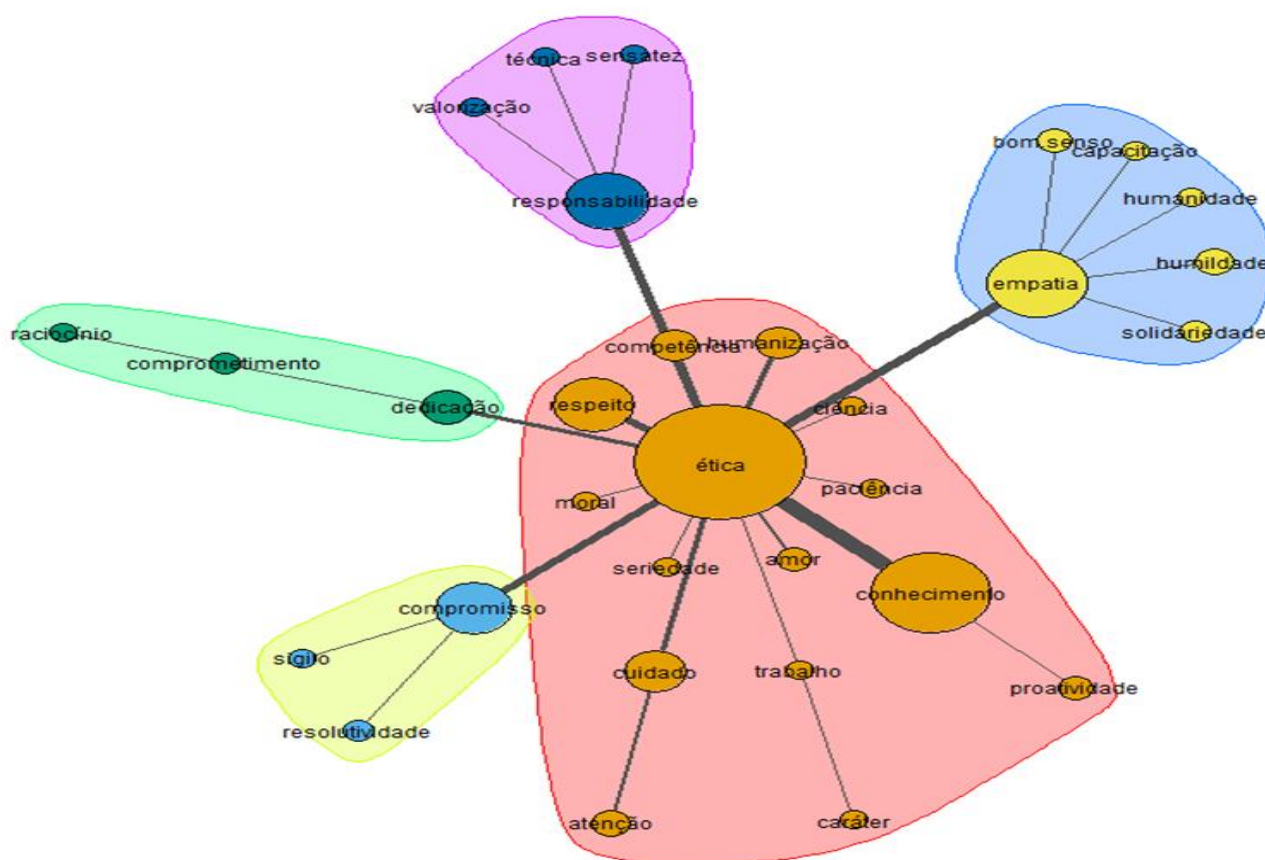 técnica
sensatez
valorização
responsabilidade
bom senso
capacitação
humanidade
humildade
empatia
solidariedade
raciocínio
comprometimento
dedicação
competência
humanização
respeito
ciência
ética
moral
paciência
seriedade
amor
conhecimento
compromisso
sigilo
resolutividade
cuidado
trabalho
proatividade
atenção
caráter